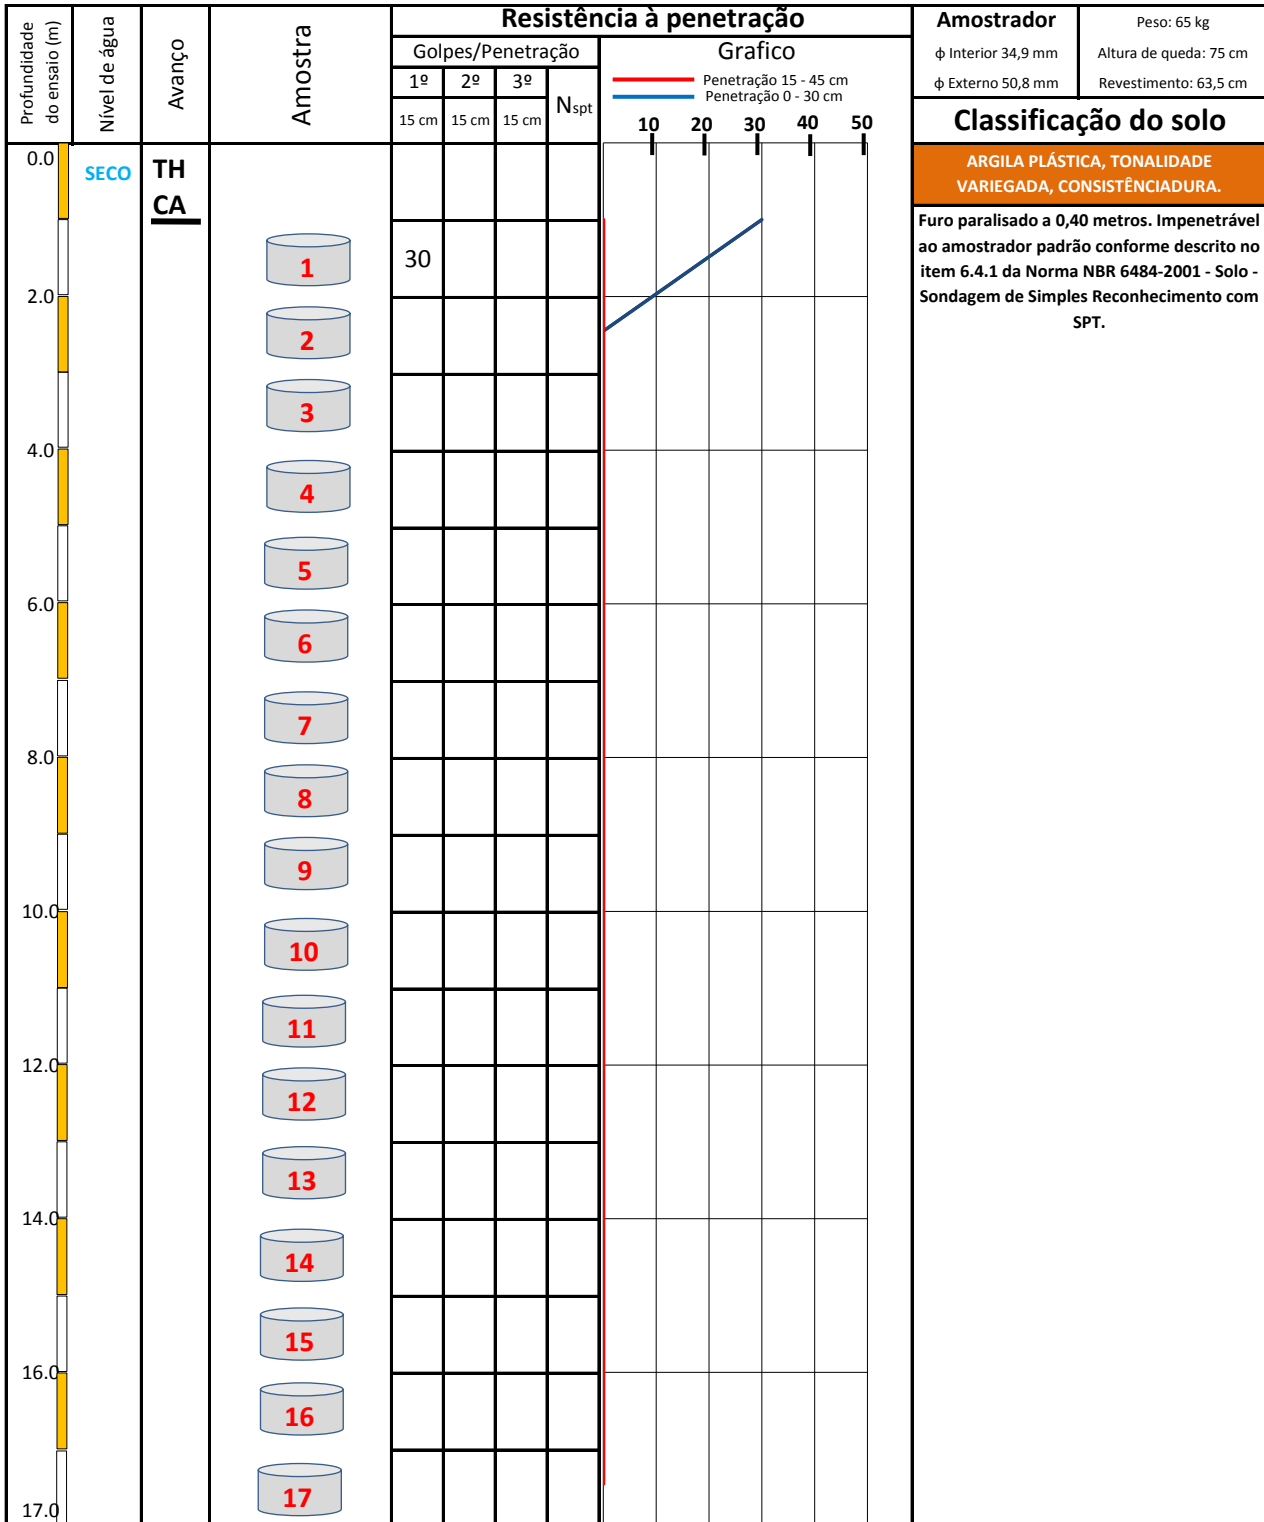 Profundidade
do ensaio (m)
Nível de água
Avanço
Amostra
Resistência à penetração
Golpes/Penetração
1º 2º 3º
Nspt
15 cm 15 cm 15 cm
Grafico
Penetração 15 - 45 cm
Penetração 0 - 30 cm
10 20 30 40 50
Amostrador
ϕ Interior 34,9 mm
ϕ Externo 50,8 mm
Peso: 65 kg
Altura de queda: 75 cm
Revestimento: 63,5 cm
Classificação do solo
0.0
SECO
TH
CA
ARGILA PLÁSTICA, TONALIDADE
VARIEGADA, CONSISTÊNCIADURA.
Furo paralisado a 0,40 metros. Impenetrável
ao amostrador padrão conforme descrito no
item 6.4.1 da Norma NBR 6484-2001 - Solo -
Sondagem de Simples Reconhecimento com
SPT.
1
30
2.0
2
3
4.0
4
5
6.0
6
7
8.0
8
9
10.0
10
11
12.0
12
13
14.0
14
15
16.0
16
17
17.0